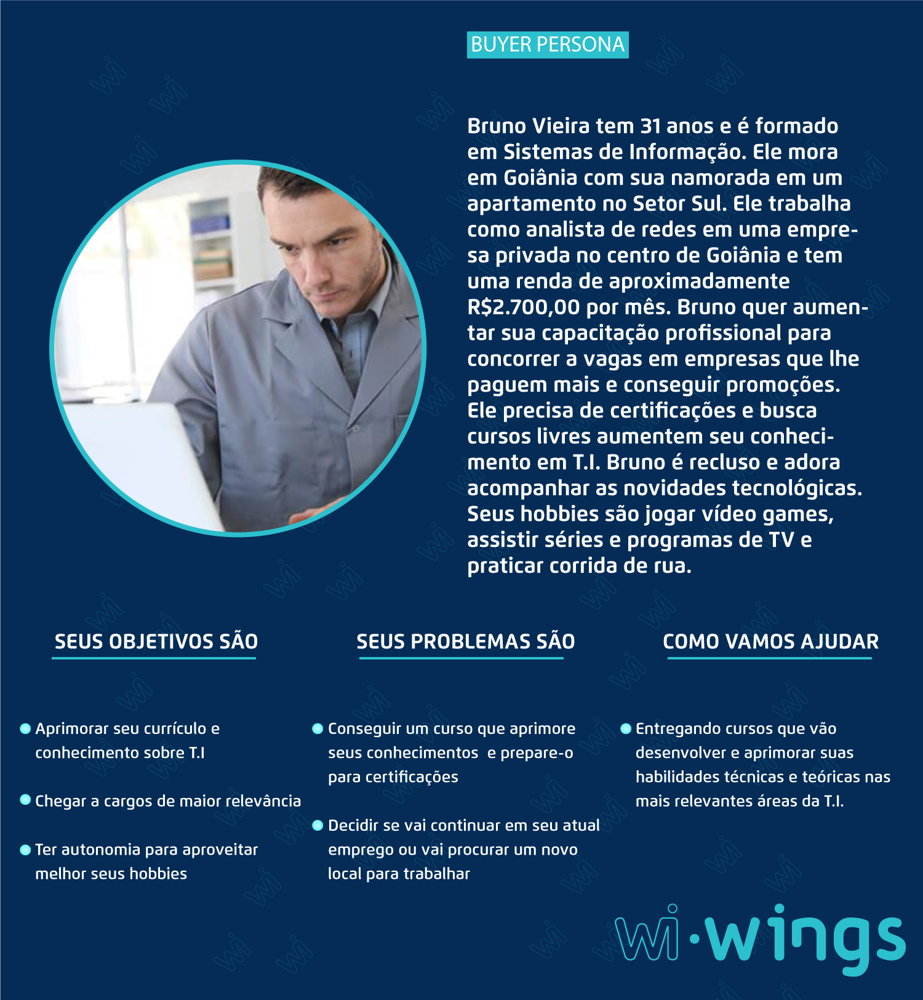 BUYER PERSONA
Bruno Vieira tem 31 anos e é formado
em Sistemas de Informação. Ele mora
em Goiânia com sua namorada em um
apartamento no Setor Sul. Ele trabalha
como analista de redes em uma empre-
sa privada no centro de Goiânia e tem
uma renda de aproximadamente
R$2.700,00 por mês. Bruno quer aumen-
tar sua capacitação profissional para
concorrer a vagas em empresas que lhe
paguem mais e conseguir promoções.
Ele precisa de certificações e busca
cursos livres aumentem seu conheci-
mento em T.I. Bruno é recluso e adora
acompanhar as novidades tecnológicas.
Seus hobbies são jogar vídeo games,
assistir séries e programas de TV e
praticar corrida de rua.
SEUS OBJETIVOS SÃO
Aprimorar seu currículo e
conhecimento sobre T.I
Chegar a cargos de maior relevância
Ter autonomia para aproveitar
melhor seus hobbies
SEUS PROBLEMAS SÃO
Conseguir um curso que aprimore
seus conhecimentos  e prepare-o
para certificações
Decidir se vai continuar em seu atual
emprego ou vai procurar um novo
local para trabalhar
COMO VAMOS AJUDAR
Entregando cursos que vão
desenvolver e aprimorar suas
habilidades técnicas e teóricas nas
mais relevantes áreas da T.I.
wi·wings